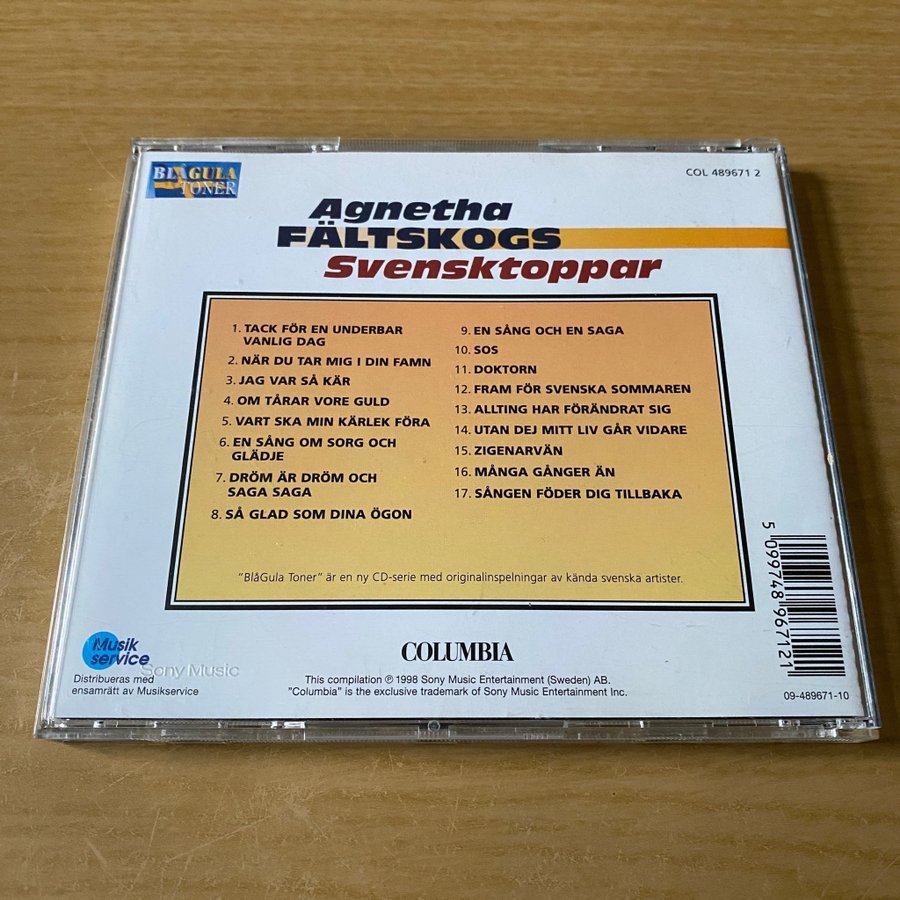 BLÅGULA
TONER
COL 489671 2
Agnetha
FÄLTSKOGS
Svensktoppar
1. TACK FÖR EN UNDERBAR
VANLIG DAG
2. NÄR DU TAR MIG I DIN FAMN
3. JAG VAR SÅ KÄR
4. OM TÅRAR VORE GULD
5. VART SKA MIN KÄRLEK FÖRA
6. EN SÅNG OM SORG OCH
GLÄDJE
7. DRÖM ÄR DRÖM OCH
SAGA SAGA
8. SÅ GLAD SOM DINA ÖGON
9. EN SÅNG OCH EN SAGA
10. SOS
11. DOKTORN
12. FRAM FÖR SVENSKA SOMMAREN
13. ALLTING HAR FÖRÄNDRAT SIG
14. UTAN DEJ MITT LIV GÅR VIDARE
15. ZIGENARVÄN
16. MÅNGA GÅNGER ÄN
17. SÅNGEN FÖDER DIG TILLBAKA
"BlåGula Toner" är en ny CD-serie med originalinspelningar av kända svenska artister.
5 099748 967121
Musik
service
Sony Music
Distribueras med
ensamrätt av Musikservice
COLUMBIA
This compilation ℗ 1998 Sony Music Entertainment (Sweden) AB.
"Columbia" is the exclusive trademark of Sony Music Entertainment Inc.
09-489671-10